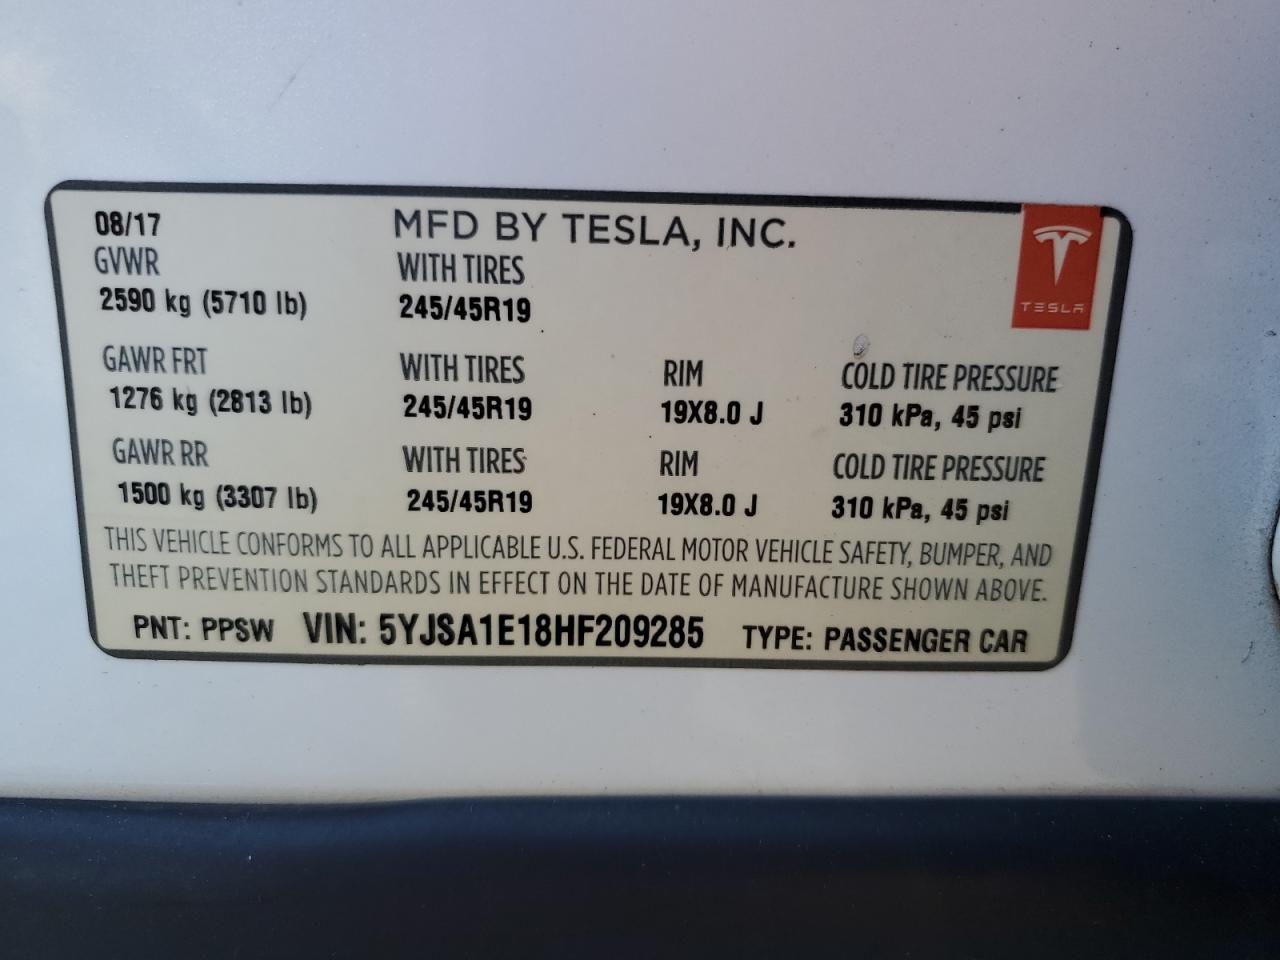 08/17 MFD BY TESLA, INC.
TESLA
GVWR WITH TIRES
2590 kg (5710 lb) 245/45R19
GAWR FRT WITH TIRES RIM COLD TIRE PRESSURE
1276 kg (2813 lb) 245/45R19 19X8.0 J 310 kPa, 45 psi
GAWR RR WITH TIRES RIM COLD TIRE PRESSURE
1500 kg (3307 lb) 245/45R19 19X8.0 J 310 kPa, 45 psi
THIS VEHICLE CONFORMS TO ALL APPLICABLE U.S. FEDERAL MOTOR VEHICLE SAFETY, BUMPER, AND
THEFT PREVENTION STANDARDS IN EFFECT ON THE DATE OF MANUFACTURE SHOWN ABOVE.
PNT: PPSW VIN: 5YJSA1E18HF209285 TYPE: PASSENGER CAR